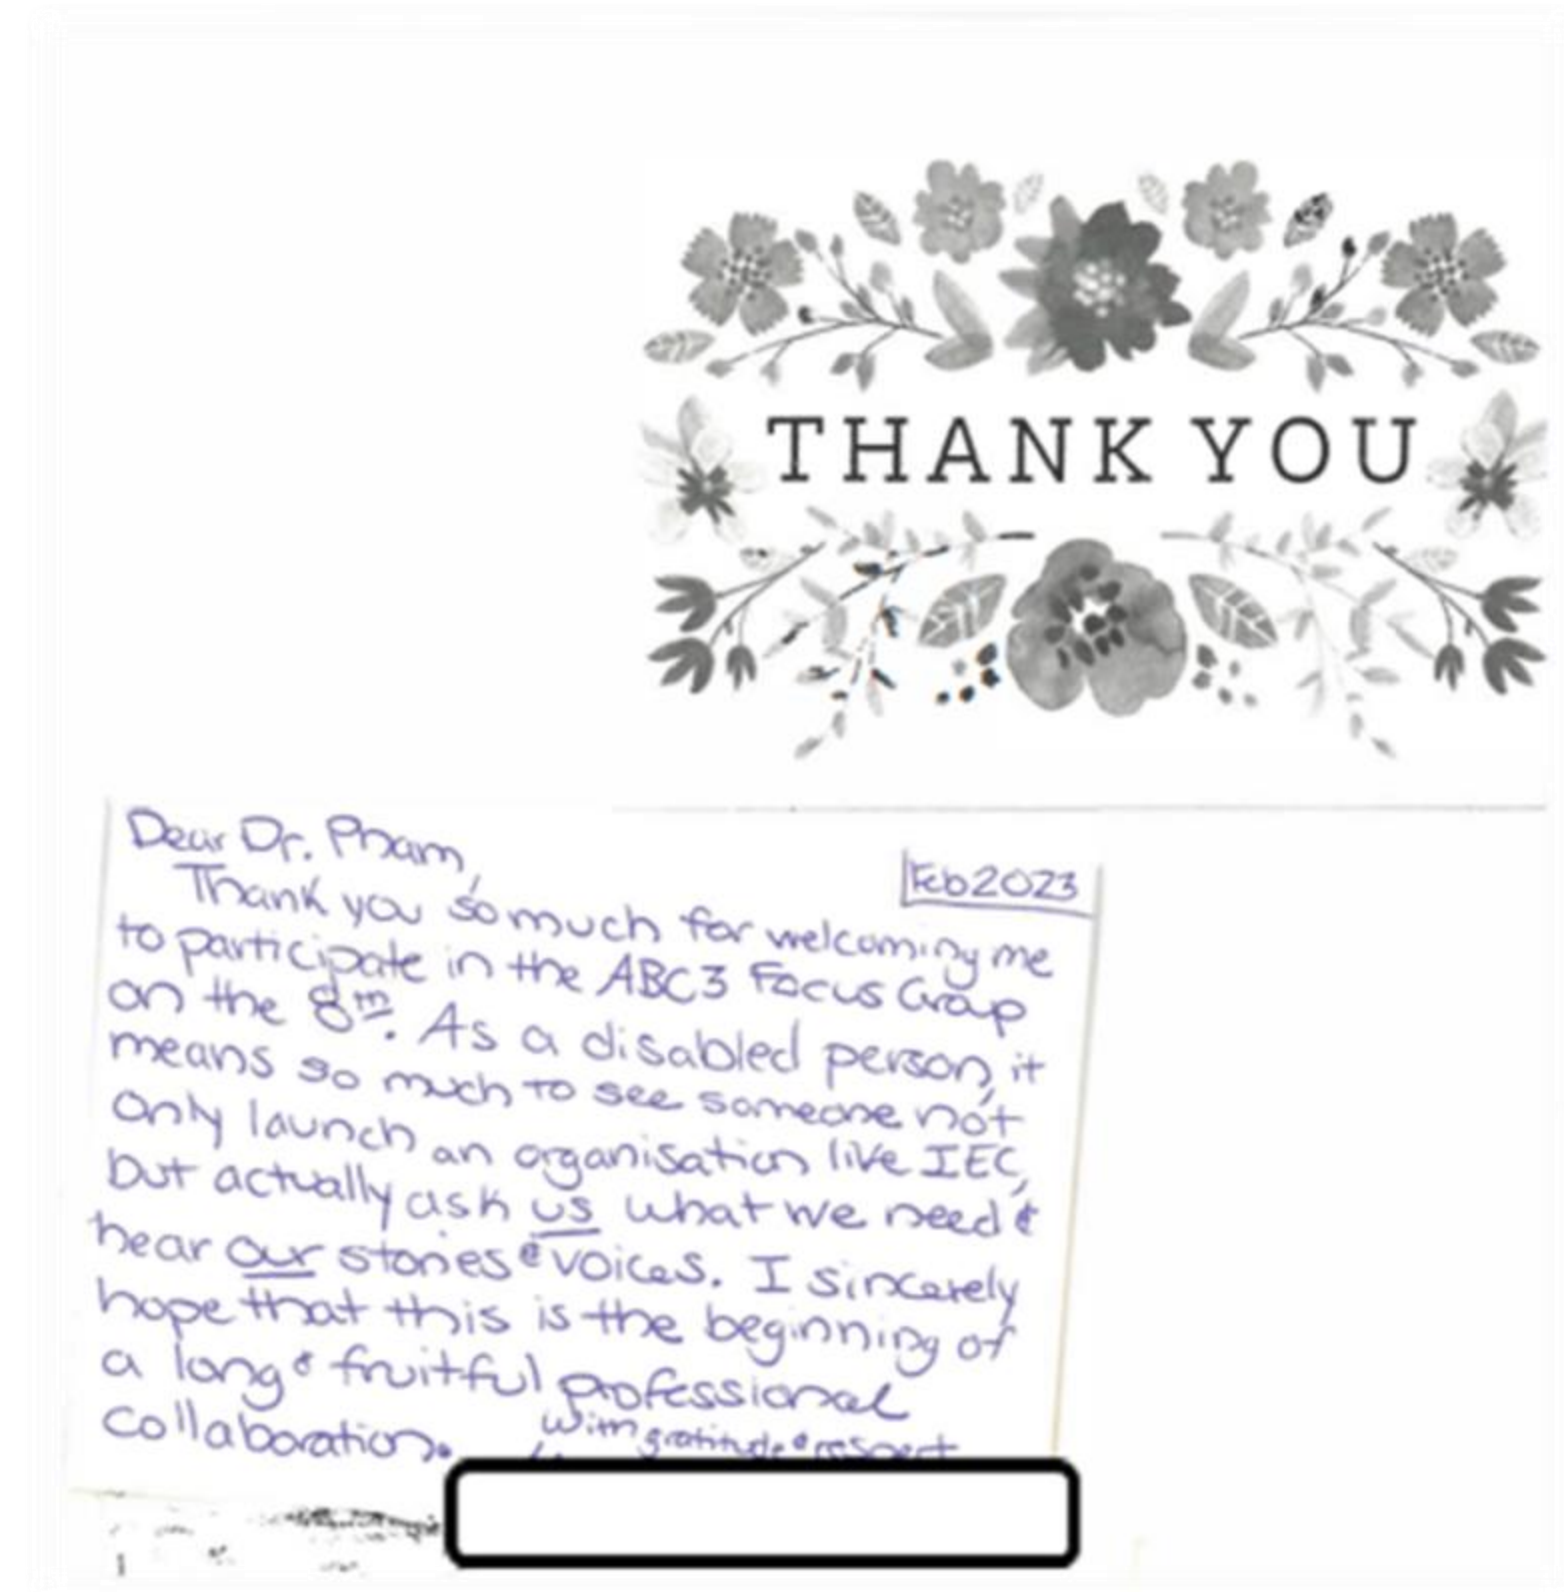 THANK YOU
Dear Dr. Pham,
Feb 2023
Thank you so much for welcoming me
to participate in the ABC3 Focus Group
on the 8th. As a disabled person, it
means so much to see someone not
only launch an organisation like IEC,
but actually ask us what we need &
hear our stories & voices. I sincerely
hope that this is the beginning of
a long & fruitful professional
collaboration.
With gratitude & respect